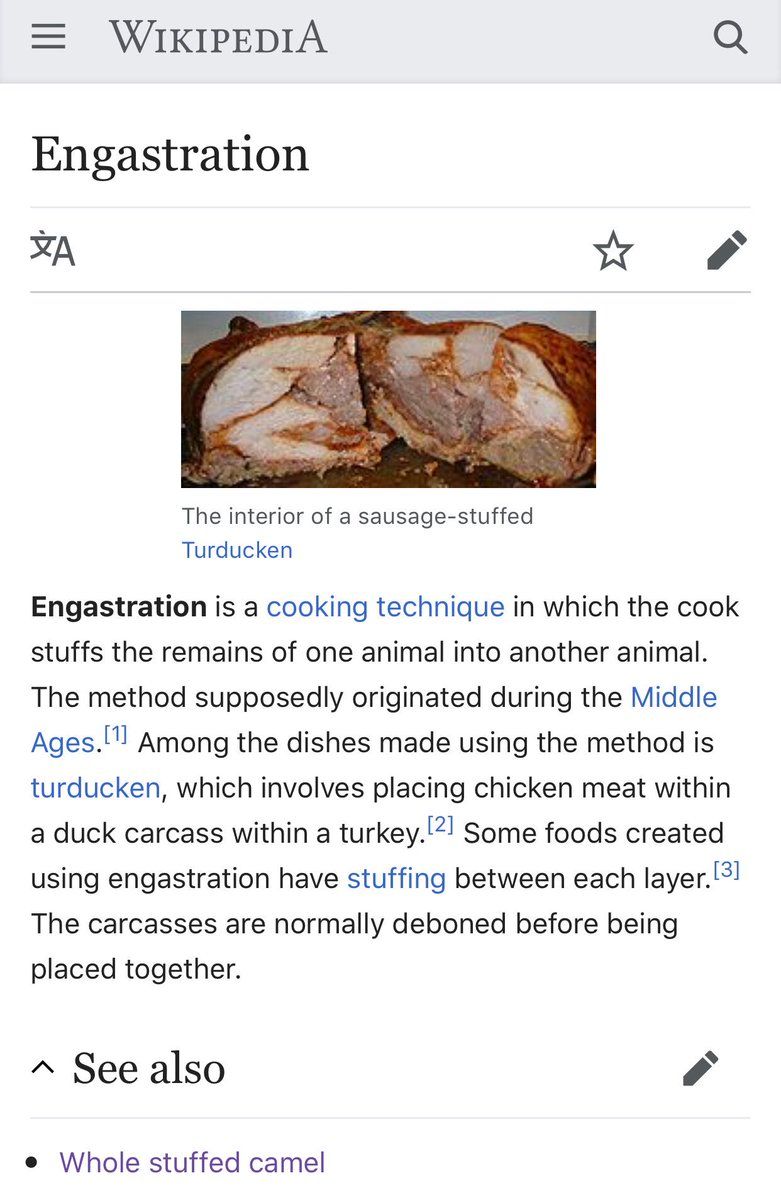 WIKIPEDIA
Engastration
文A
The interior of a sausage-stuffed
Turducken
Engastration is a cooking technique in which the cook
stuffs the remains of one animal into another animal.
The method supposedly originated during the Middle
Ages.[1] Among the dishes made using the method is
turducken, which involves placing chicken meat within
a duck carcass within a turkey.[2] Some foods created
using engastration have stuffing between each layer.[3]
The carcasses are normally deboned before being
placed together.
See also
• Whole stuffed camel